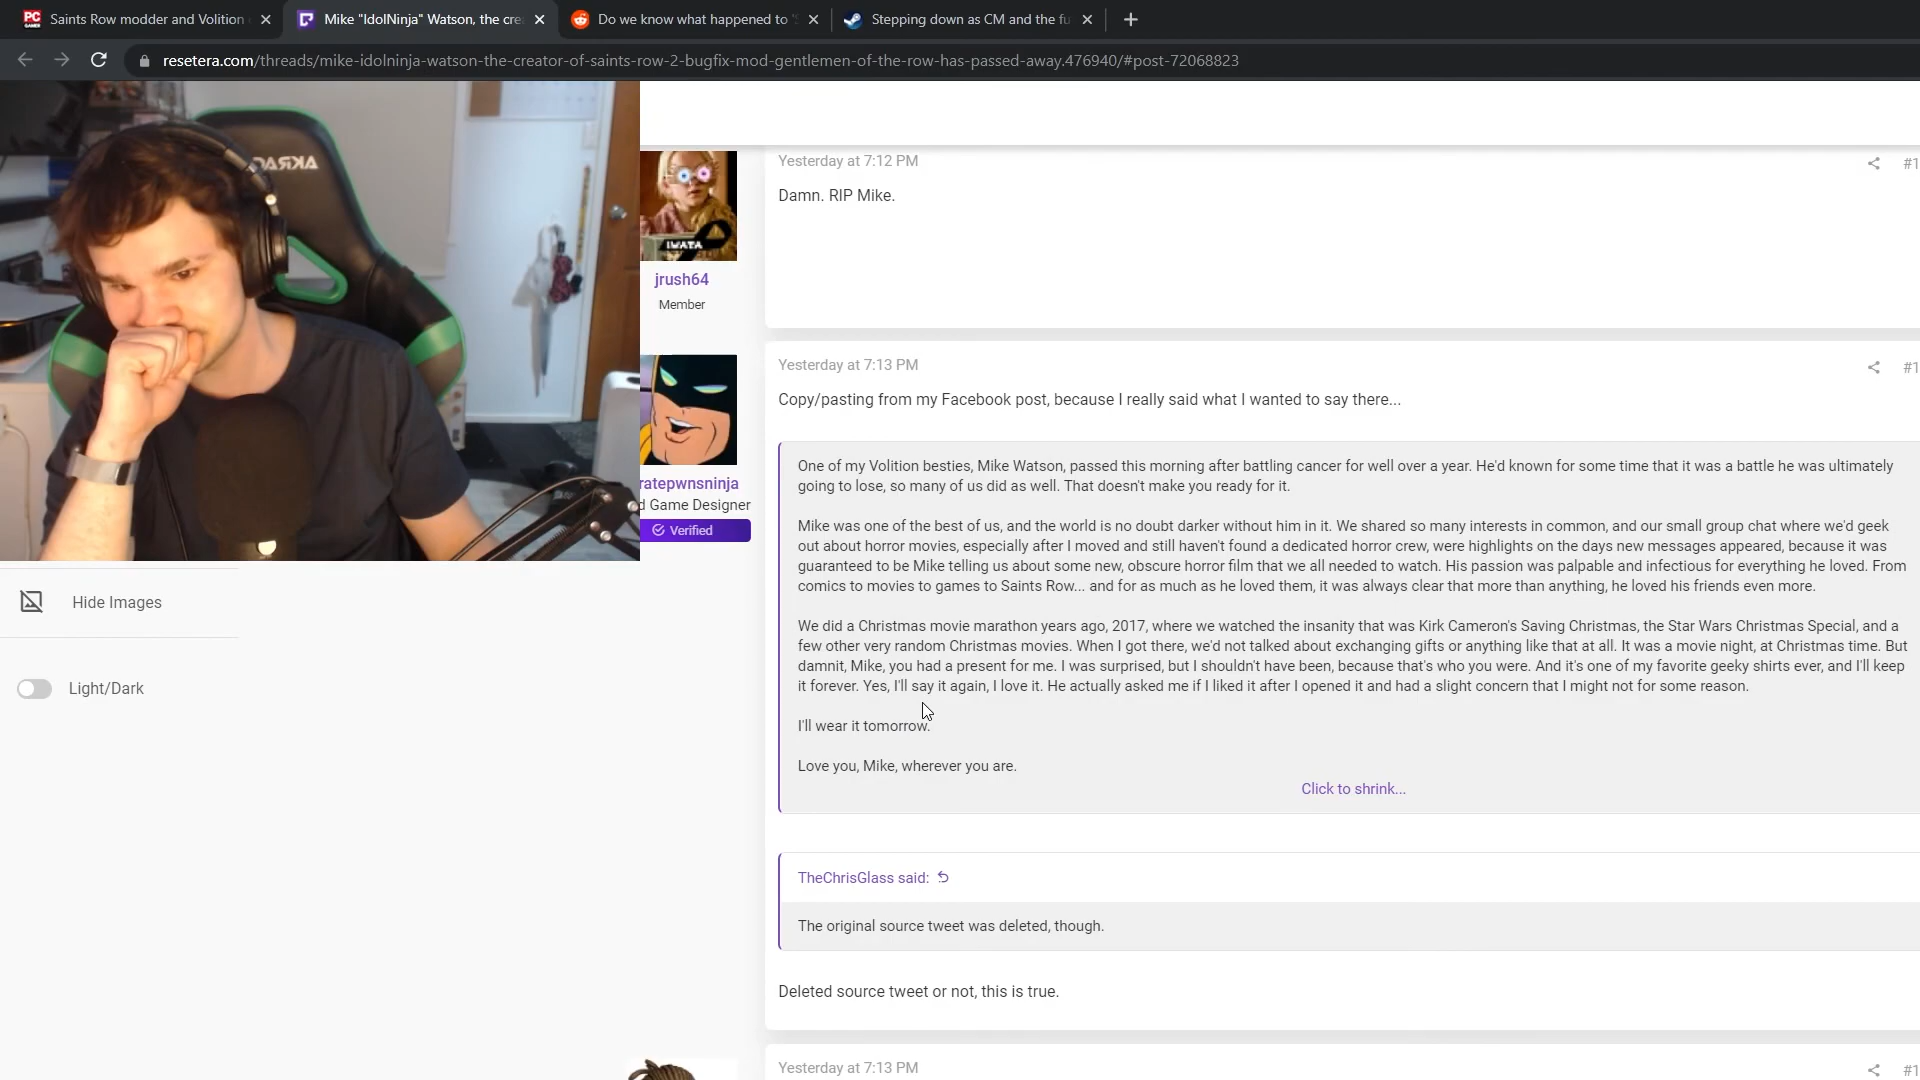 Saints Row modder and Volition
Mike "IdolNinja" Watson, the cre
Do we know what happened to 'S
Stepping down as CM and the fu
resetera.com/threads/mike-idolninja-watson-the-creator-of-saints-row-2-bugfix-mod-gentlemen-of-the-row-has-passed-away.476940/#post-72068823
AKRAC
IWATA
jrush64
Member
Yesterday at 7:12 PM
#1
Damn. RIP Mike.
ratepwnsninja
d Game Designer
Verified
Yesterday at 7:13 PM
#1
Copy/pasting from my Facebook post, because I really said what I wanted to say there...
One of my Volition besties, Mike Watson, passed this morning after battling cancer for well over a year. He'd known for some time that it was a battle he was ultimately
going to lose, so many of us did as well. That doesn't make you ready for it.
Mike was one of the best of us, and the world is no doubt darker without him in it. We shared so many interests in common, and our small group chat where we'd geek
out about horror movies, especially after I moved and still haven't found a dedicated horror crew, were highlights on the days new messages appeared, because it was
guaranteed to be Mike telling us about some new, obscure horror film that we all needed to watch. His passion was palpable and infectious for everything he loved. From
comics to movies to games to Saints Row... and for as much as he loved them, it was always clear that more than anything, he loved his friends even more.
We did a Christmas movie marathon years ago, 2017, where we watched the insanity that was Kirk Cameron's Saving Christmas, the Star Wars Christmas Special, and a
few other very random Christmas movies. When I got there, we'd not talked about exchanging gifts or anything like that at all. It was a movie night, at Christmas time. But
damnit, Mike, you had a present for me. I was surprised, but I shouldn't have been, because that's who you were. And it's one of my favorite geeky shirts ever, and I'll keep
it forever. Yes, I'll say it again, I love it. He actually asked me if I liked it after I opened it and had a slight concern that I might not for some reason.
I'll wear it tomorrow.
Love you, Mike, wherever you are.
Click to shrink...
TheChrisGlass said:
The original source tweet was deleted, though.
Deleted source tweet or not, this is true.
Yesterday at 7:13 PM
#1
Hide Images
Light/Dark